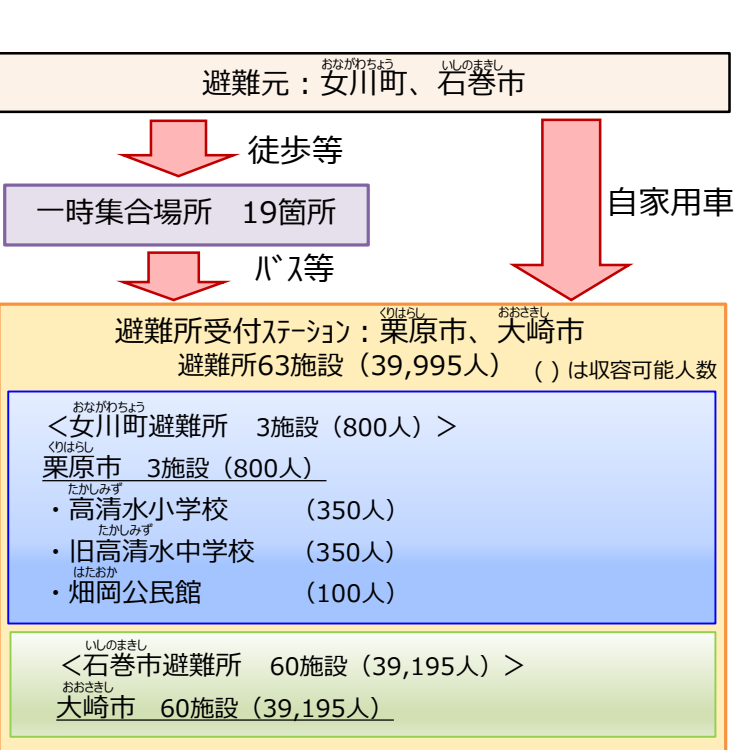 避難元：女川町、石巻市
おながわちょう いしのまきし
徒歩等
自家用車
一時集合場所 19箇所
バス等
避難所受付ステーション：栗原市、大崎市
くりはらし おおさきし
避難所63施設（39,995人） ( ) は収容可能人数
おながわちょう
＜女川町避難所 3施設（800人）＞
くりはらし
栗原市 3施設（800人）
たかしみず
・高清水小学校 （350人）
たかしみず
・旧高清水中学校 （350人）
はたおか
・畑岡公民館 （100人）
いしのまきし
＜石巻市避難所 60施設（39,195人）＞
おおさきし
大崎市 60施設（39,195人）